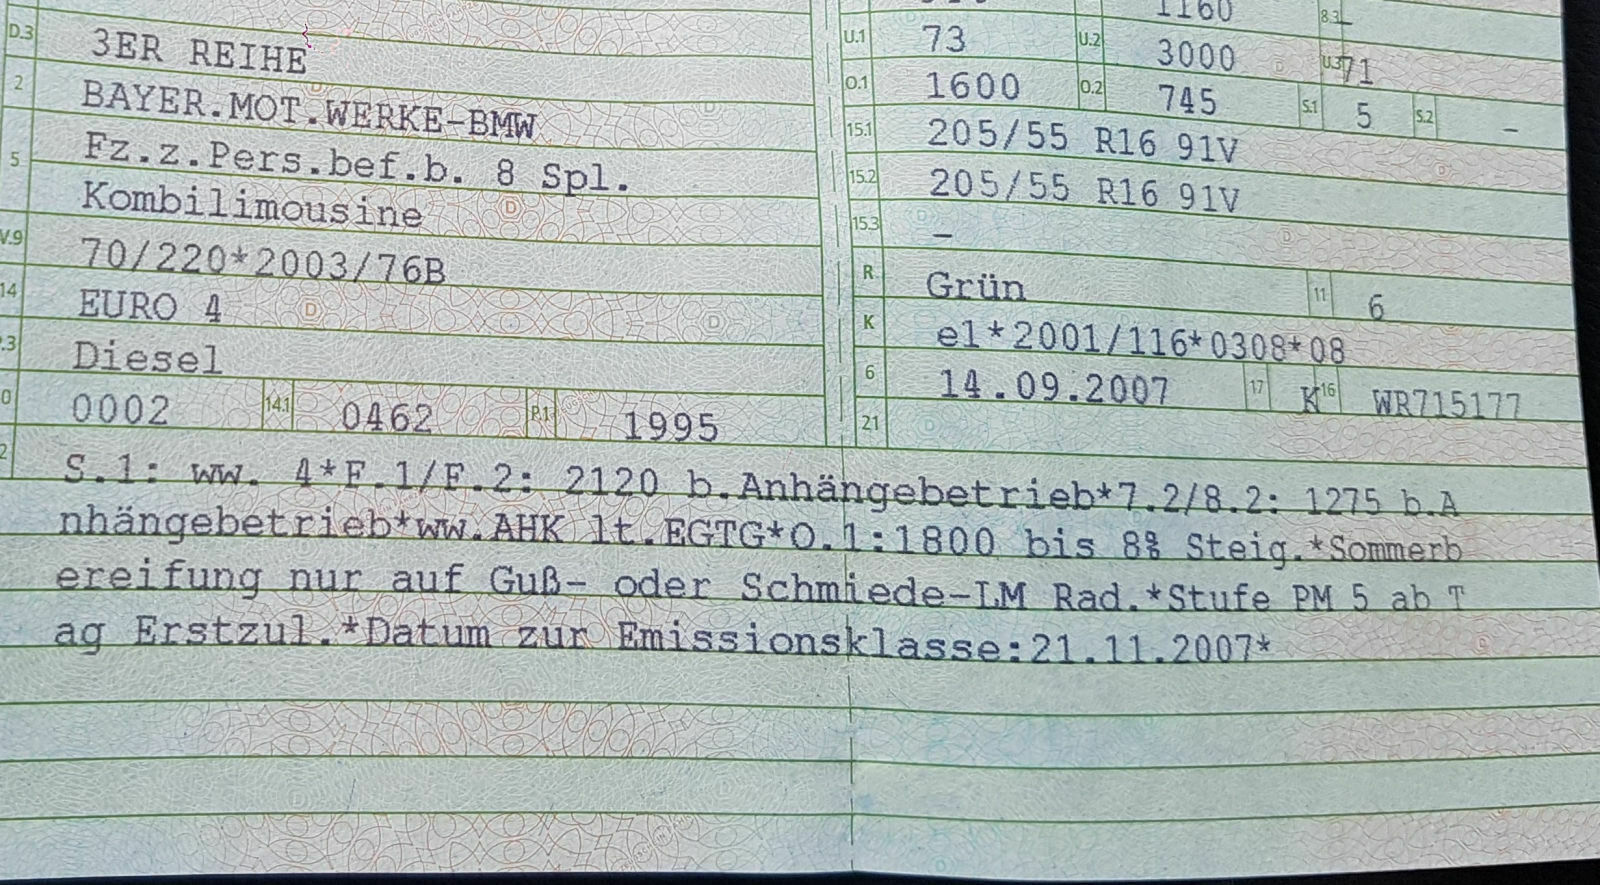 D.3 3ER REIHE
2 BAYER.MOT.WERKE-BMW
5 Fz.z.Pers.bef.b. 8 Spl.
Kombilimousine
V.9 70/220*2003/76B
14 EURO 4
.3 Diesel
0 0002 14.1 0462 P.1 1995
1160 8.3 –
U.1 73 U.2 3000 U.3 71
O.1 1600 O.2 745 S.1 5 S.2 –
15.1 205/55 R16 91V
15.2 205/55 R16 91V
15.3 –
R Grün 11 6
K e1*2001/116*0308*08
6 14.09.2007 17 K 16 WR715177
21
2 S.1: ww. 4*F.1/F.2: 2120 b.Anhängebetrieb*7.2/8.2: 1275 b.A
nhängebetrieb*ww.AHK lt.EGTG*O.1:1800 bis 8% Steig.*Sommerb
ereifung nur auf Guß- oder Schmiede-LM Rad.*Stufe PM 5 ab T
ag Erstzul.*Datum zur Emissionsklasse:21.11.2007*